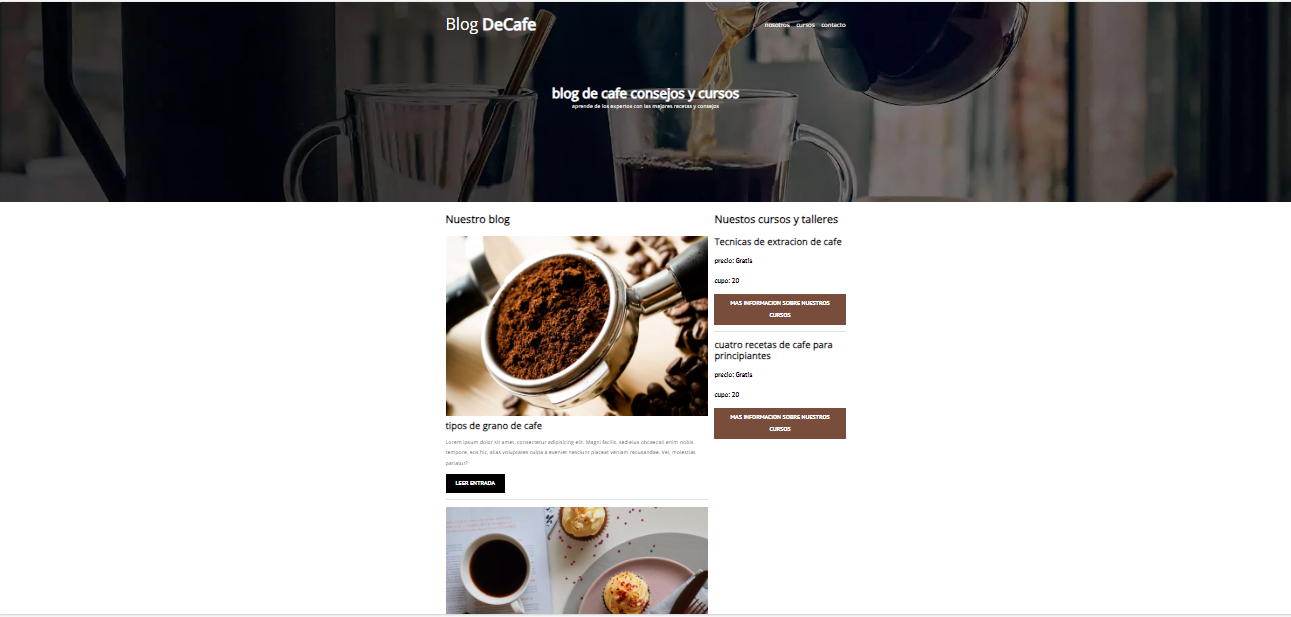 Blog DeCafe
nosotros cursos contacto
blog de cafe consejos y cursos
aprende de los expertos con las mejores recetas y consejos
Nuestro blog
tipos de grano de cafe
Lorem ipsum dolor sit amet, consectetur adipisicing elit. Magni facilis, sed eius obcaecati enim nobis
tempore, eos hic, alias voluptates culpa a eveniet nesciunt placeat veniam recusandae. Vel, molestias
pariatur?
LEER ENTRADA
Nuestos cursos y talleres
Tecnicas de extracion de cafe
precio: Gratis
cupo: 20
MAS INFORMACION SOBRE NUESTROS
CURSOS
cuatro recetas de cafe para
principiantes
precio: Gratis
cupo: 20
MAS INFORMACION SOBRE NUESTROS
CURSOS